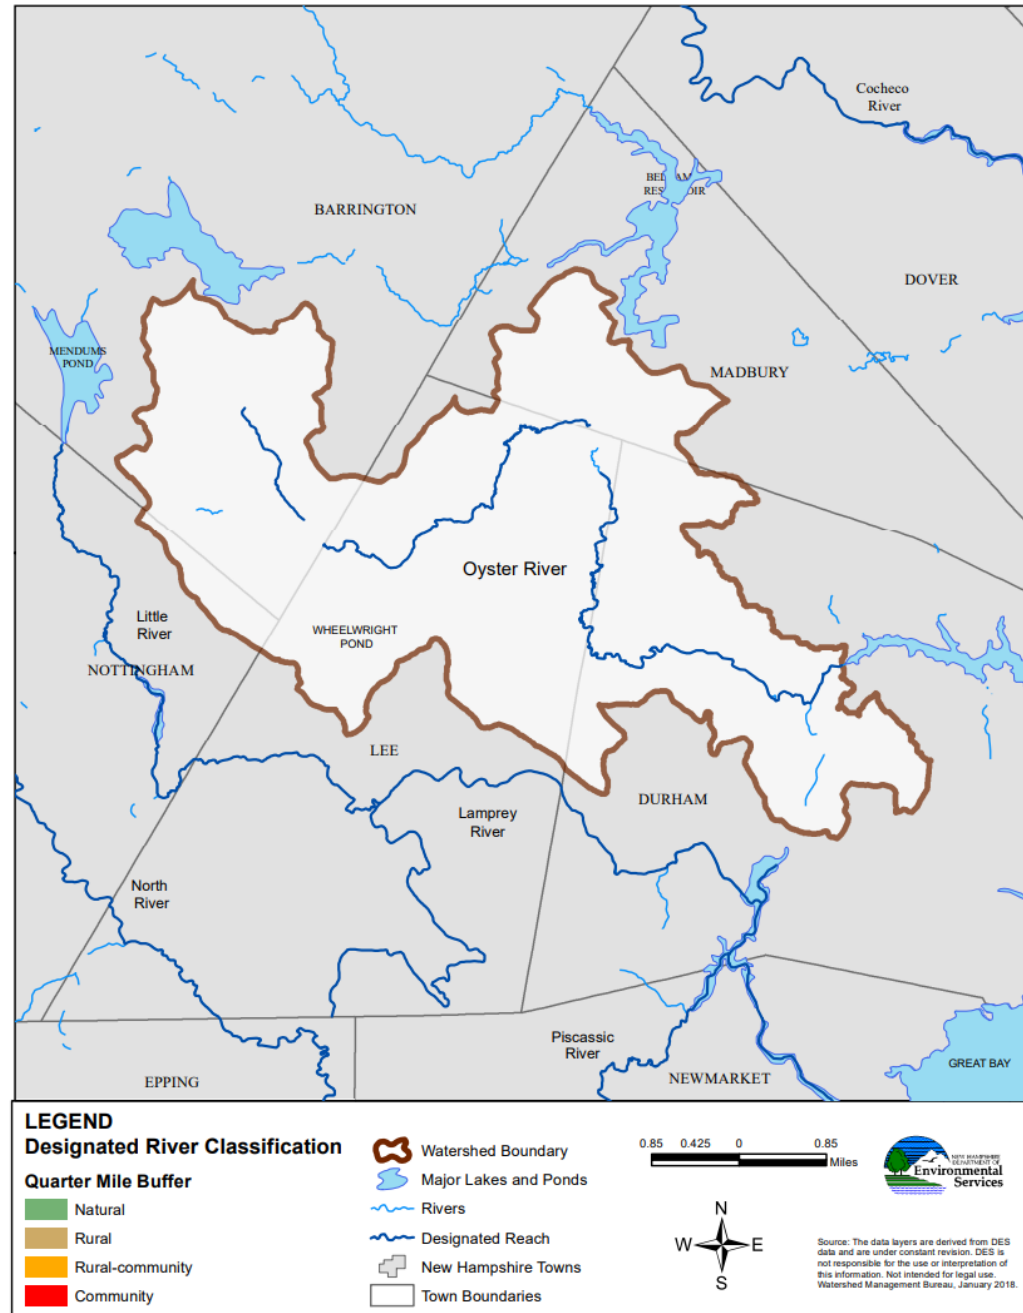 Cocheco
River
BARRINGTON
RES
DOVER
MENDUMS
POND
MADBURY
Oyster River
Little
River
WHEELWRIGHT
POND
NOTTINGHAM
LEE
DURHAM
Lamprey
River
North
River
Piscassic
River
GREAT BAY
EPPING
NEWMARKET
LEGEND
Designated River Classification
Quarter Mile Buffer
Natural
Rural
Rural-community
Community
Watershed Boundary
Major Lakes and Ponds
Rivers
Designated Reach
New Hampshire Towns
Town Boundaries
0.85 0.425 0 0.85
Miles
N
W E
S
NEW HAMPSHIRE
DEPARTMENT OF
Environmental
Services
Source: The data layers are derived from DES
data and are under constant revision. DES is
not responsible for the use or interpretation of
this information. Not intended for legal use.
Watershed Management Bureau, January 2018.